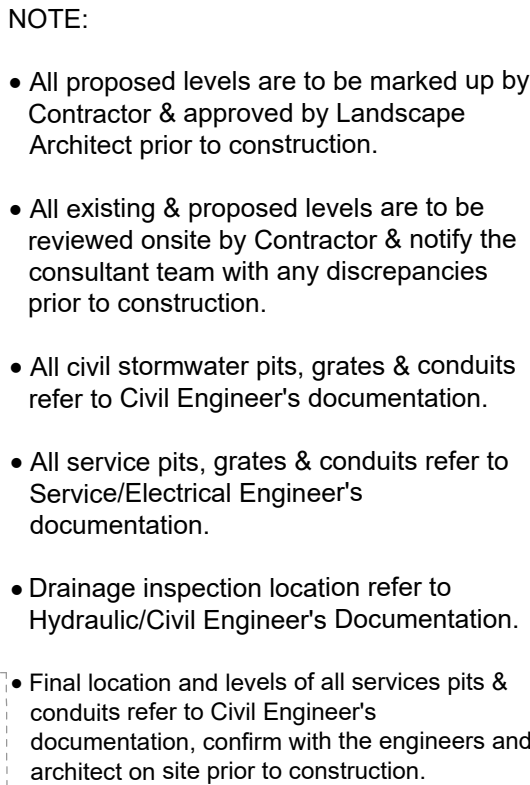 NOTE:
• All proposed levels are to be marked up by
Contractor & approved by Landscape
Architect prior to construction.
• All existing & proposed levels are to be
reviewed onsite by Contractor & notify the
consultant team with any discrepancies
prior to construction.
• All civil stormwater pits, grates & conduits
refer to Civil Engineer's documentation.
• All service pits, grates & conduits refer to
Service/Electrical Engineer's
documentation.
• Drainage inspection location refer to
Hydraulic/Civil Engineer's Documentation.
• Final location and levels of all services pits &
conduits refer to Civil Engineer's
documentation, confirm with the engineers and
architect on site prior to construction.